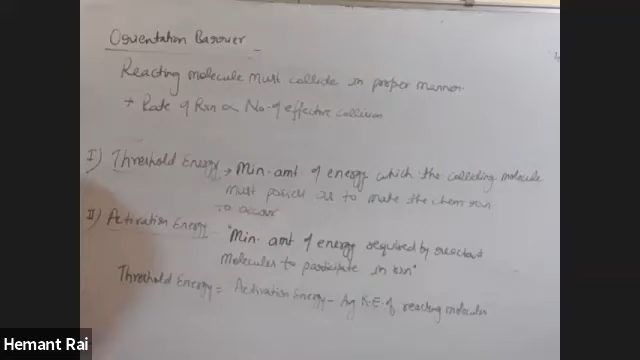 Orientation Barrier
Reacting molecule must collide in proper manner.
+ Rate of Rxn ∝ No. of effective collision
I) Threshold Energy → Min. amt of energy which the colliding molecule
must possess as to make the chem rxn
to occur
II) Activation Energy - "Min. amt of energy required by reactant
molecules to participate in rxn"
Threshold Energy = Activation Energy - Avg K.E. of reacting molecules
Hemant Rai